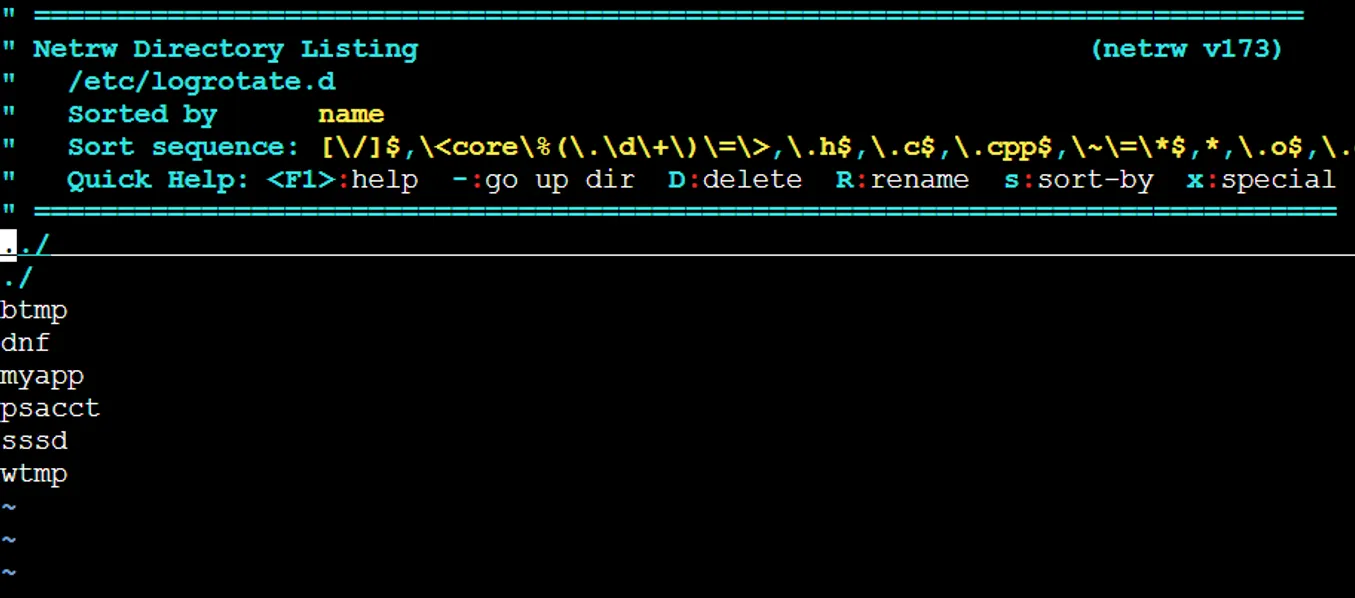 " ============================================================================
" Netrw Directory Listing                                        (netrw v173)
"   /etc/logrotate.d
"   Sorted by      name
"   Sort sequence: [\/]$,\<core\%(\.\d\+\)\=\>,\.h$,\.c$,\.cpp$,\~\=\*$,*,\.o$,\.
"   Quick Help: <F1>:help  -:go up dir  D:delete  R:rename  s:sort-by  x:special
" ==============================================================================
../
./
btmp
dnf
myapp
psacct
sssd
wtmp
~
~
~